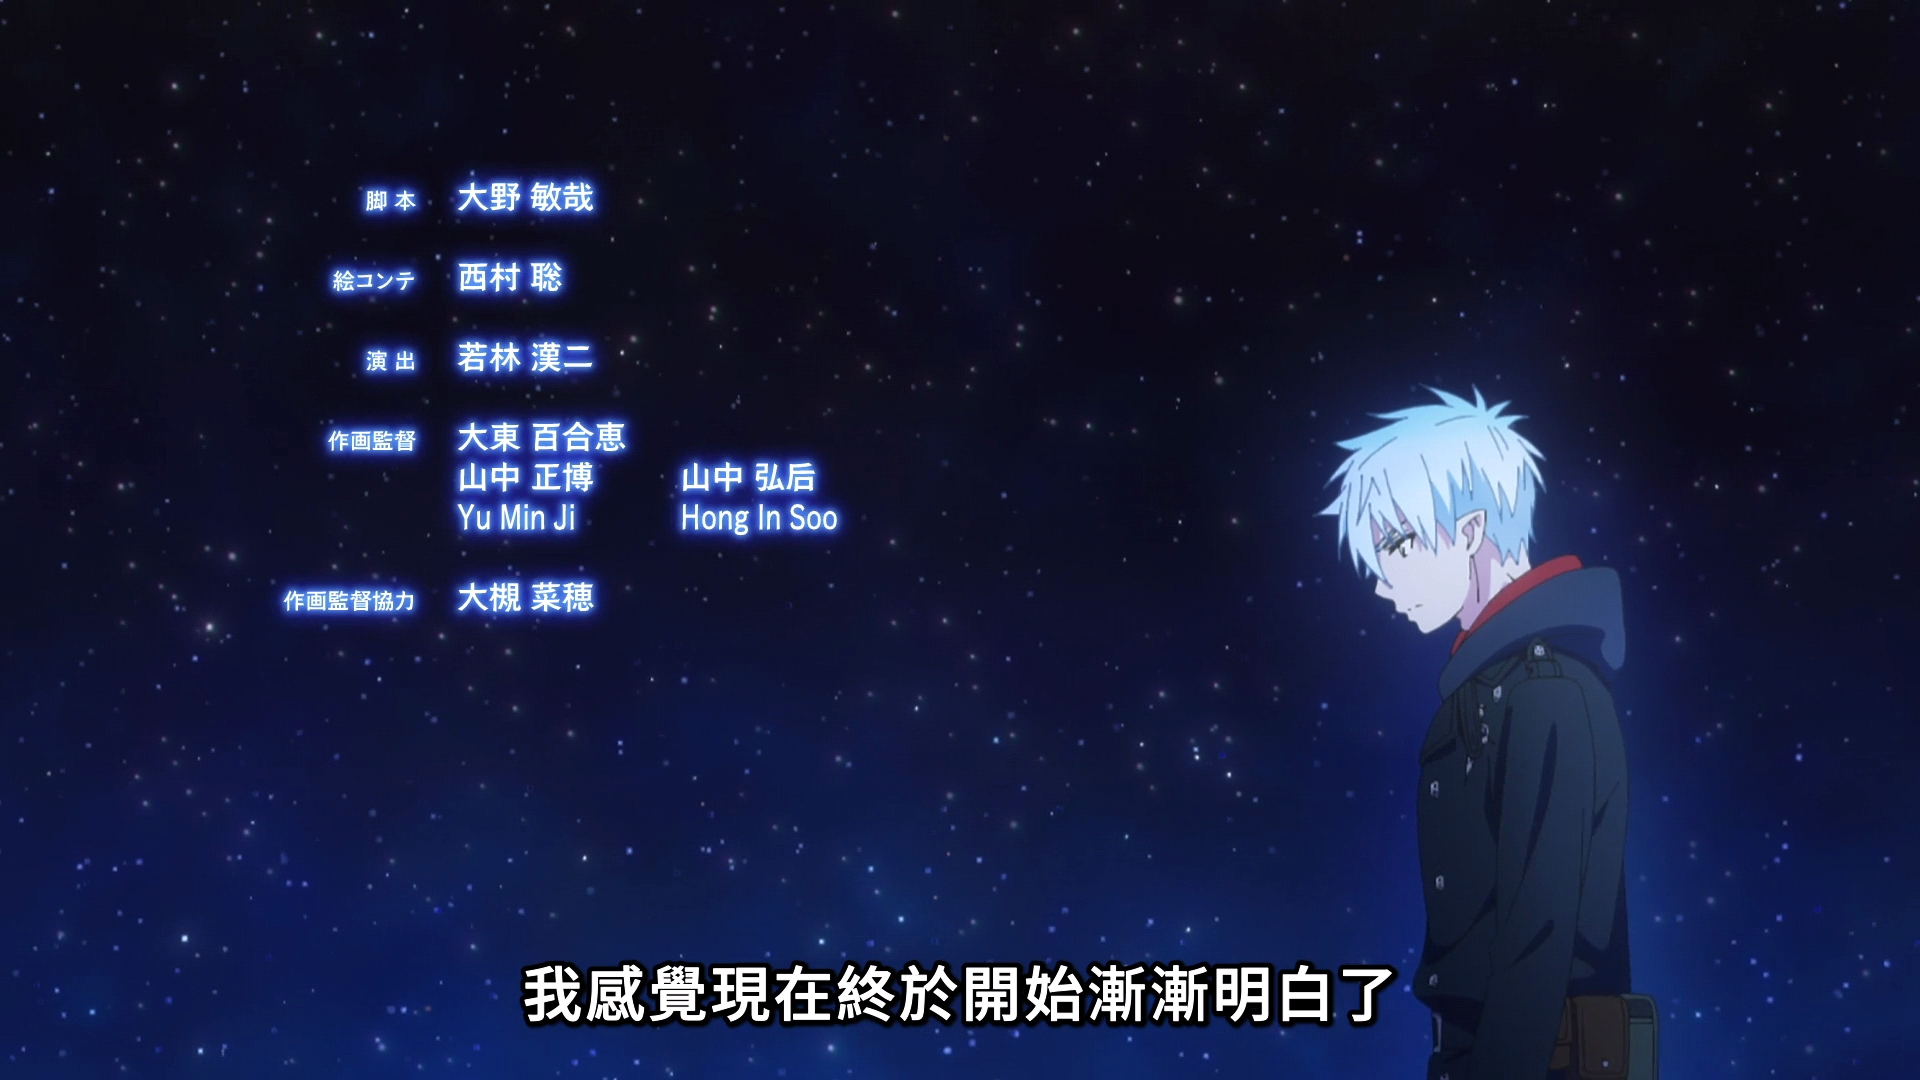 脚本 大野 敏哉
絵コンテ 西村 聡
演出 若林 漢二
作画監督 大東 百合恵
山中 正博 山中 弘后
Yu Min Ji Hong In Soo
作画監督協力 大槻 菜穂
我感覺現在終於開始漸漸明白了